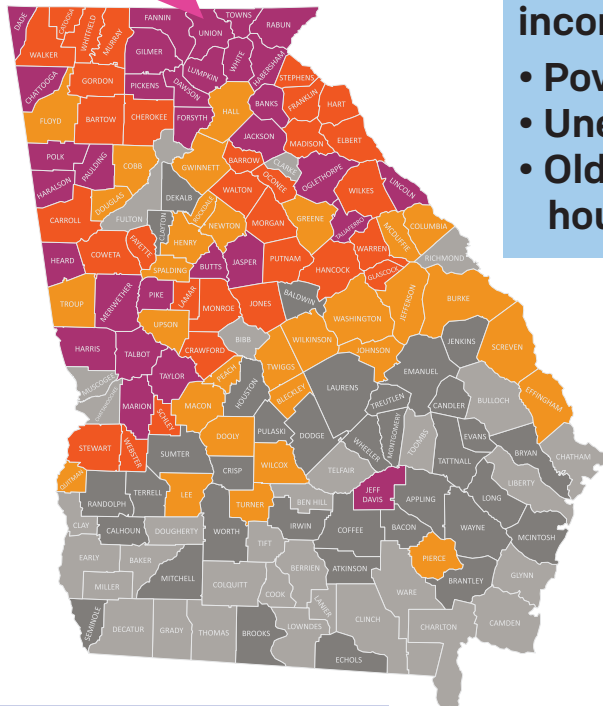 incor
• Pov
• Une
• Old
hou
DADE
CATOOSA
WHITFIELD
MURRAY
FANNIN
UNION
TOWNS
RABUN
WALKER
GILMER
LUMPKIN
WHITE
HABERSHAM
CHATTOOGA
GORDON
PICKENS
DAWSON
STEPHENS
FLOYD
BARTOW
CHEROKEE
FORSYTH
HALL
BANKS
FRANKLIN
HART
JACKSON
MADISON
ELBERT
POLK
PAULDING
COBB
GWINNETT
BARROW
CLARKE
OGLETHORPE
WILKES
LINCOLN
HARALSON
DOUGLAS
FULTON
DEKALB
ROCKDALE
WALTON
OCONEE
CARROLL
CLAYTON
HENRY
NEWTON
MORGAN
GREENE
TALIAFERRO
MCDUFFIE
COLUMBIA
HEARD
COWETA
FAYETTE
SPALDING
BUTTS
JASPER
PUTNAM
HANCOCK
WARREN
GLASCOCK
RICHMOND
TROUP
MERIWETHER
PIKE
LAMAR
MONROE
JONES
BALDWIN
WASHINGTON
JEFFERSON
BURKE
UPSON
CRAWFORD
BIBB
TWIGGS
WILKINSON
JOHNSON
JENKINS
SCREVEN
HARRIS
TALBOT
TAYLOR
PEACH
HOUSTON
BLECKLEY
LAURENS
EMANUEL
EFFINGHAM
MUSCOGEE
MARION
SCHLEY
MACON
PULASKI
DODGE
TREUTLEN
CANDLER
BULLOCH
STEWART
WEBSTER
SUMTER
DOOLY
WILCOX
TELFAIR
WHEELER
MONTGOMERY
TOOMBS
TATTNALL
EVANS
BRYAN
CHATHAM
LIBERTY
QUITMAN
RANDOLPH
TERRELL
LEE
CRISP
TURNER
BEN HILL
JEFF
DAVIS
APPLING
LONG
CLAY
CALHOUN
DOUGHERTY
WORTH
TIFT
IRWIN
COFFEE
BACON
WAYNE
MCINTOSH
EARLY
BAKER
MITCHELL
COLQUITT
BERRIEN
ATKINSON
PIERCE
BRANTLEY
GLYNN
MILLER
COOK
LANIER
WARE
SEMINOLE
DECATUR
GRADY
THOMAS
BROOKS
LOWNDES
ECHOLS
CLINCH
CHARLTON
CAMDEN